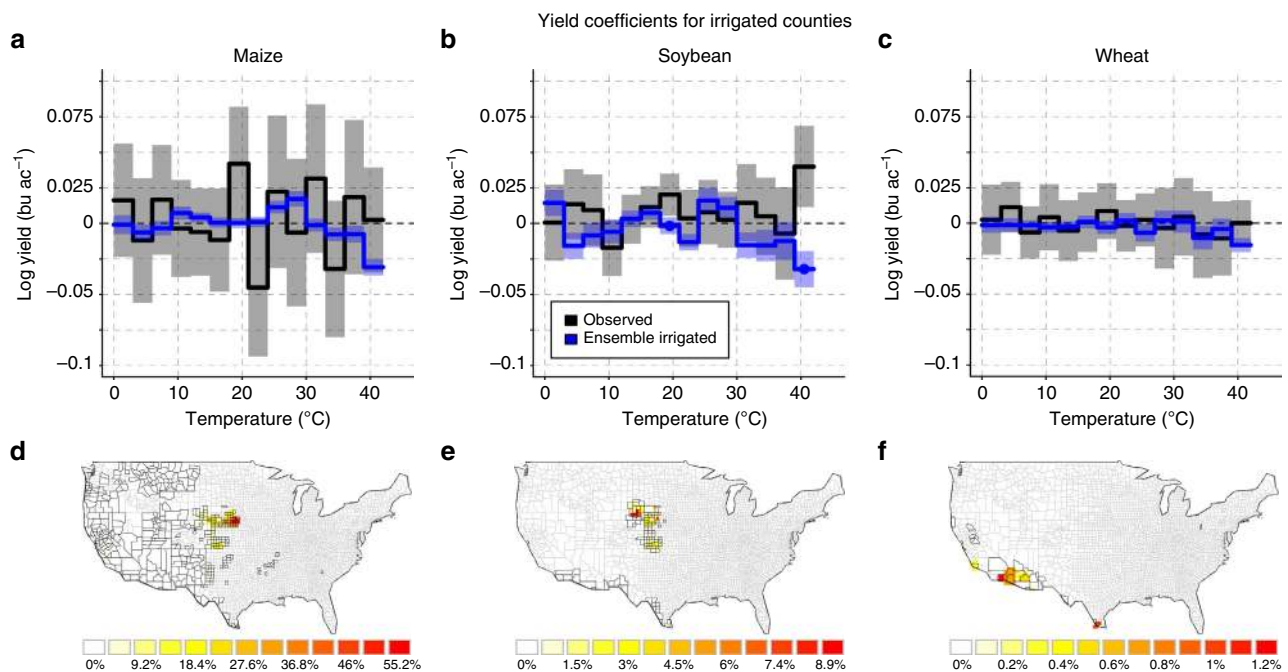 Yield coefficients for irrigated counties
a
b
c
Maize
Soybean
Wheat
Log yield (bu ac⁻¹)
0.075
0.025
0
–0.05
–0.1
0
10
20
30
40
Temperature (°C)
Log yield (bu ac⁻¹)
0.075
0.025
0
–0.05
–0.1
Observed
Ensemble irrigated
0
10
20
30
40
Temperature (°C)
Log yield (bu ac⁻¹)
0.075
0.025
0
–0.05
–0.1
0
10
20
30
40
Temperature (°C)
d
e
f
0% 9.2% 18.4% 27.6% 36.8% 46% 55.2%
0% 1.5% 3% 4.5% 6% 7.4% 8.9%
0% 0.2% 0.4% 0.6% 0.8% 1% 1.2%